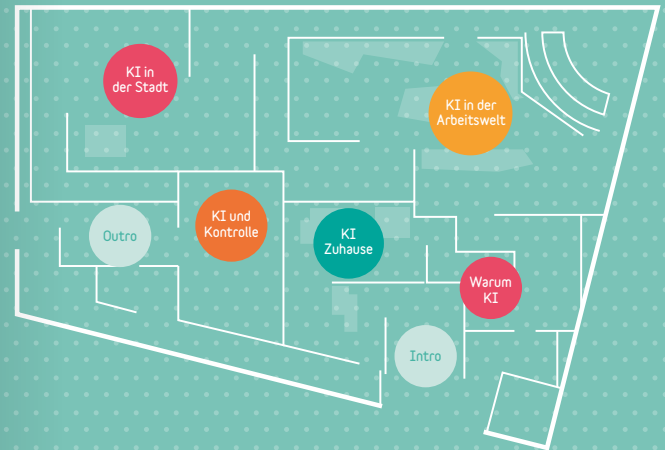 KI in
der Stadt
KI in der
Arbeitswelt
KI und
Kontrolle
Outro
KI
Zuhause
Warum
KI
Intro